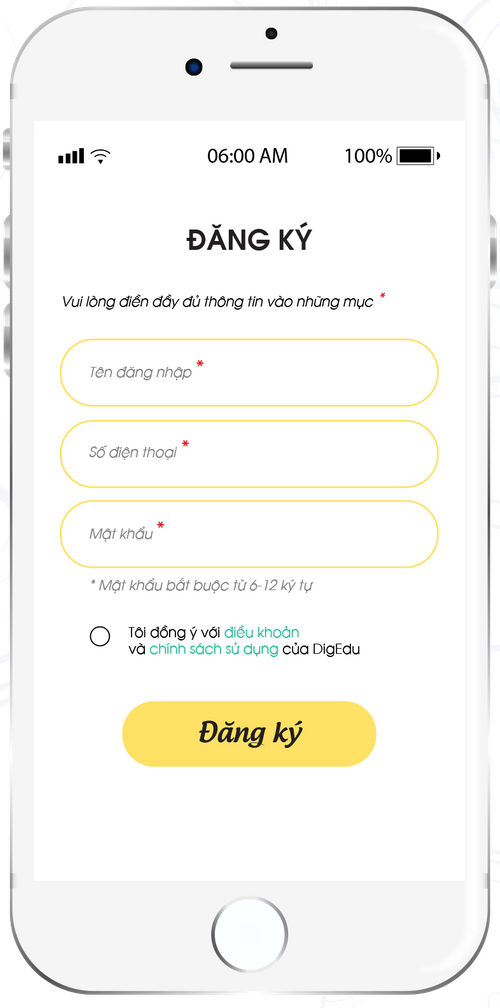 06:00 AM 100%
ĐĂNG KÝ
Vui lòng điền đầy đủ thông tin vào những mục *
Tên đăng nhập *
Số điện thoại *
Mật khẩu *
* Mật khẩu bắt buộc từ 6-12 ký tự
Tôi đồng ý với điều khoản
và chính sách sử dụng của DigEdu
Đăng ký